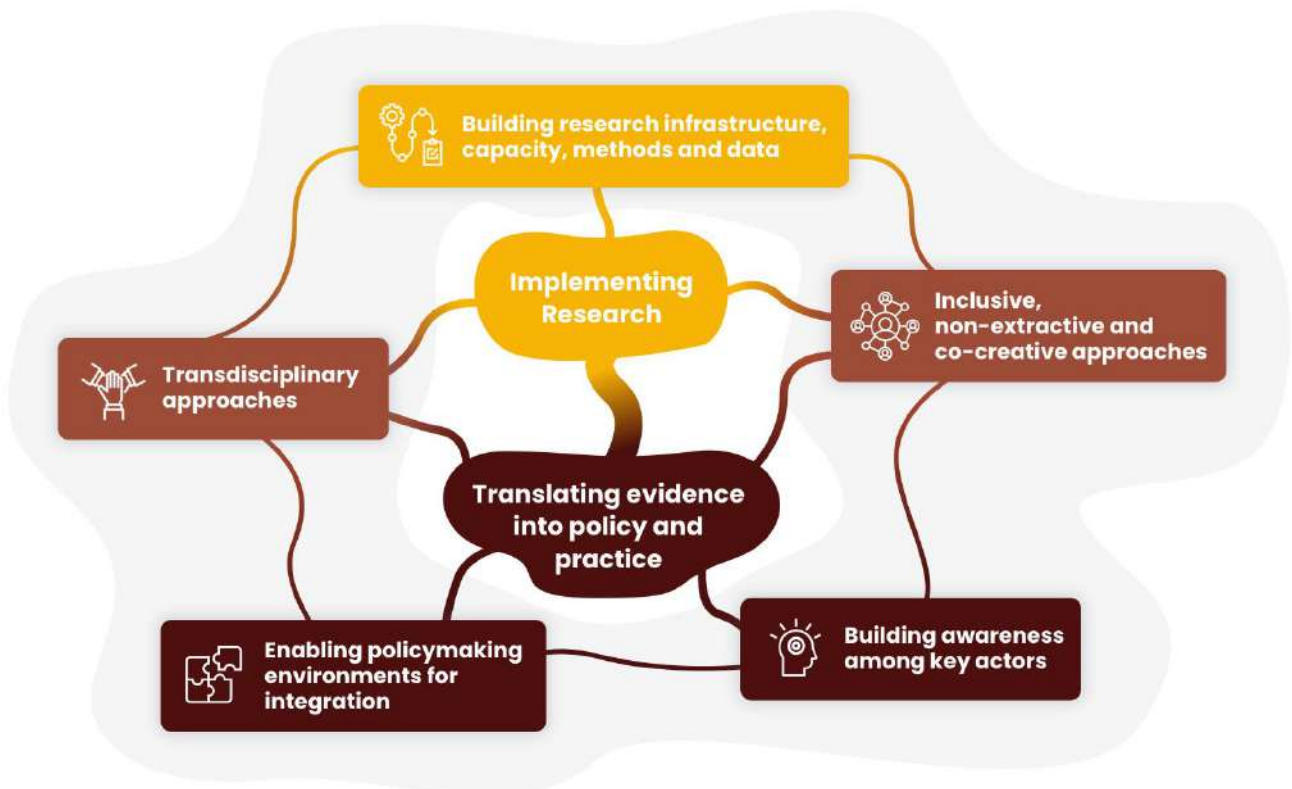 Building research infrastructure,
capacity, methods and data
Implementing
Research
Inclusive,
non-extractive and
co-creative approaches
Transdisciplinary
approaches
Translating evidence
into policy and
practice
Enabling policymaking
environments for
integration
Building awareness
among key actors